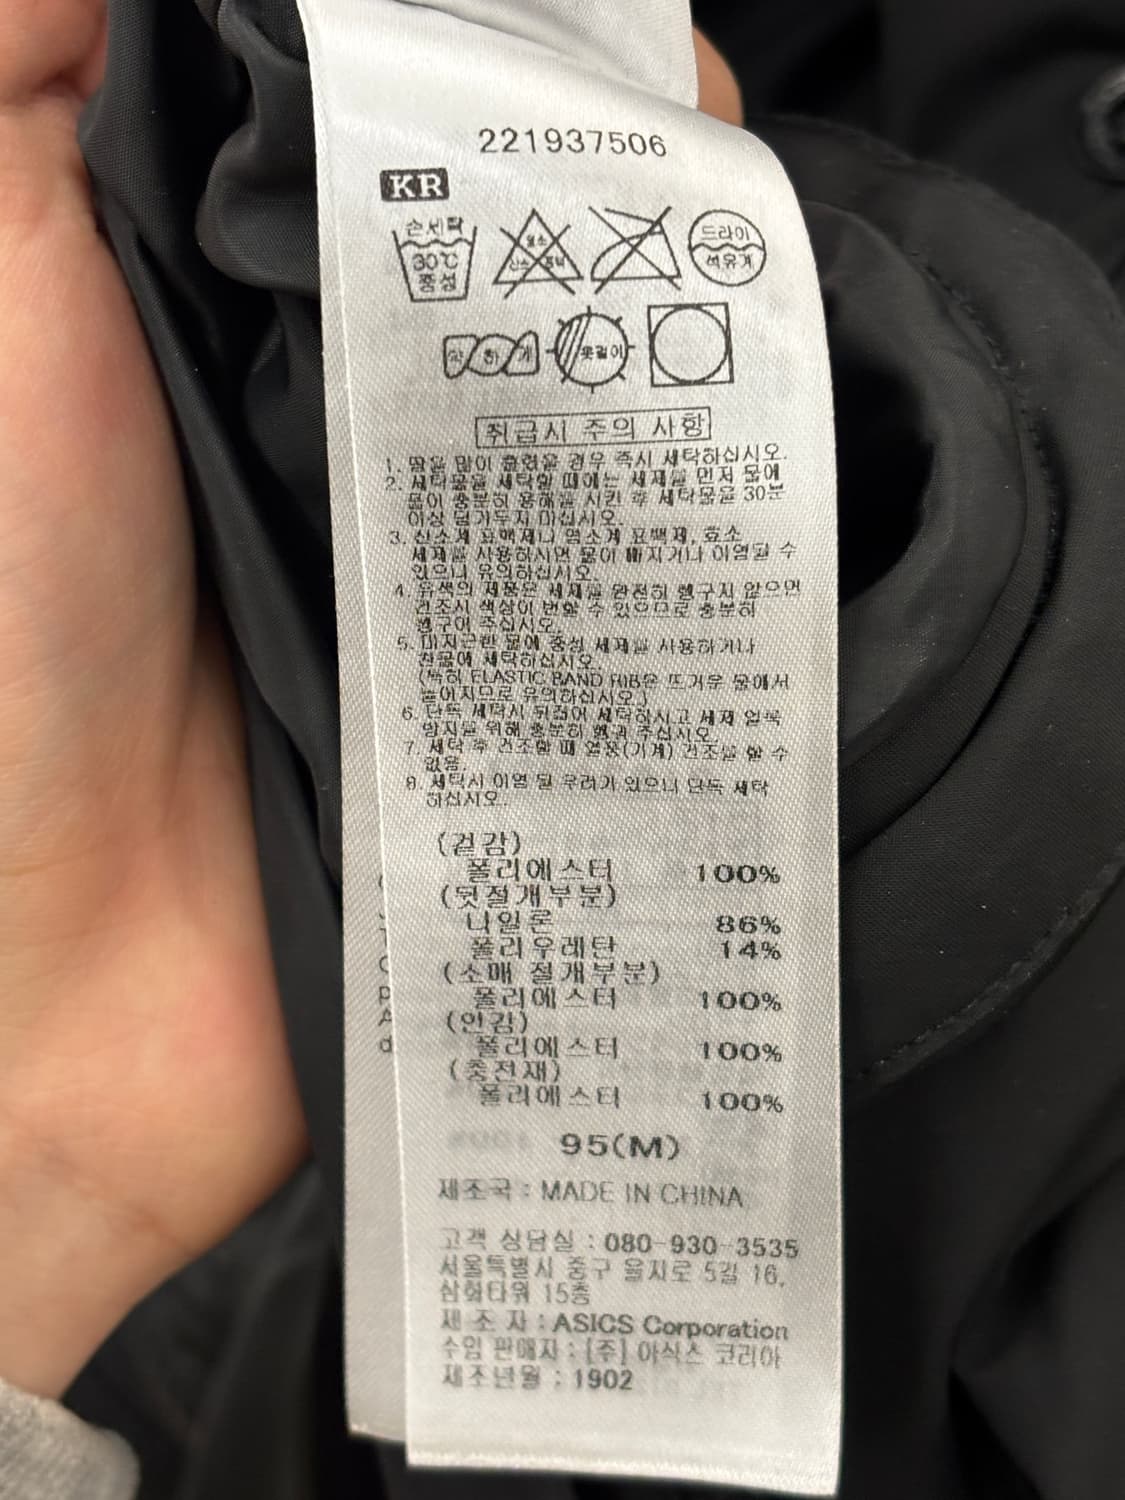 221937506
KR
손세탁
30℃
중성
염소
산소 표백
드라이
석유계
약하게
옷걸이
취급시 주의 사항
1. 땀을 많이 흘렸을 경우 즉시 세탁하십시오.
2. 세탁물을 세탁할 때에는 세제를 먼저 물에
물이 충분히 용해을 시킨 후 세탁물을 30분
이상 담가두지 마십시오.
3. 산소계 표백제나 염소계 표백제, 효소
세제를 사용하시면 물이 빠지거나 이염될 수
있으니 유의하십시오.
4. 유색의 제품은 세제를 완전히 헹구지 않으면
건조시 색상이 변할 수 있으므로 충분히
헹구어 주십시오.
5. 미지근한 물에 중성 세제를 사용하거나
찬물에 세탁하십시오.
(특히 ELASTIC BAND RIB은 뜨거운 물에서
늘어지므로 유의하십시오.)
6. 단독 세탁시 뒤집어 세탁하시고 세제 얼룩
방지를 위해 충분히 헹궈 주십시오.
7. 세탁 후 건조할 때 열풍(기계) 건조를 할 수
없음.
8. 세탁시 이염 될 우려가 있으니 단독 세탁
하십시오.
(겉감)
폴리에스터 100%
(뒷절개부분)
나일론 86%
폴리우레탄 14%
(소매 절개부분)
폴리에스터 100%
(안감)
폴리에스터 100%
(충전재)
폴리에스터 100%
95(M)
제조국 : MADE IN CHINA
고객 상담실 : 080-930-3535
서울특별시 중구 을지로 5길 16,
삼화타워 15층
제 조 자 : ASICS Corporation
수입 판매자 : [주] 아식스 코리아
제조년월 : 1902